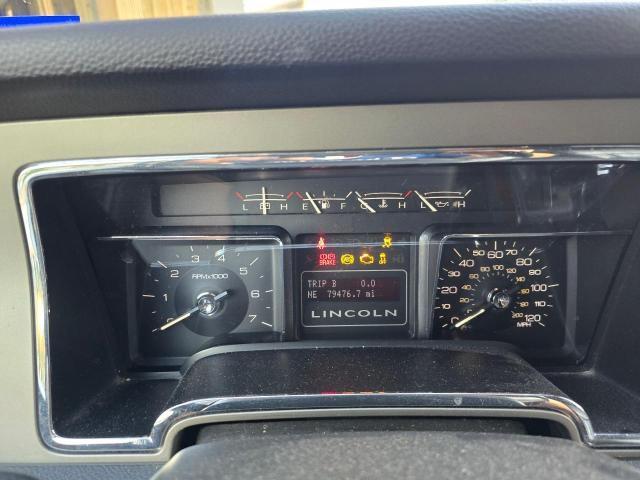 L H E F C H L H
1 2 3 4 5 6 7
RPMx1000
BRAKE
ABS
TRIP B 0.0
NE 79476.7 mi
LINCOLN
0 10 20 30 40 50 60 70 80 90 100 110 120
MPH